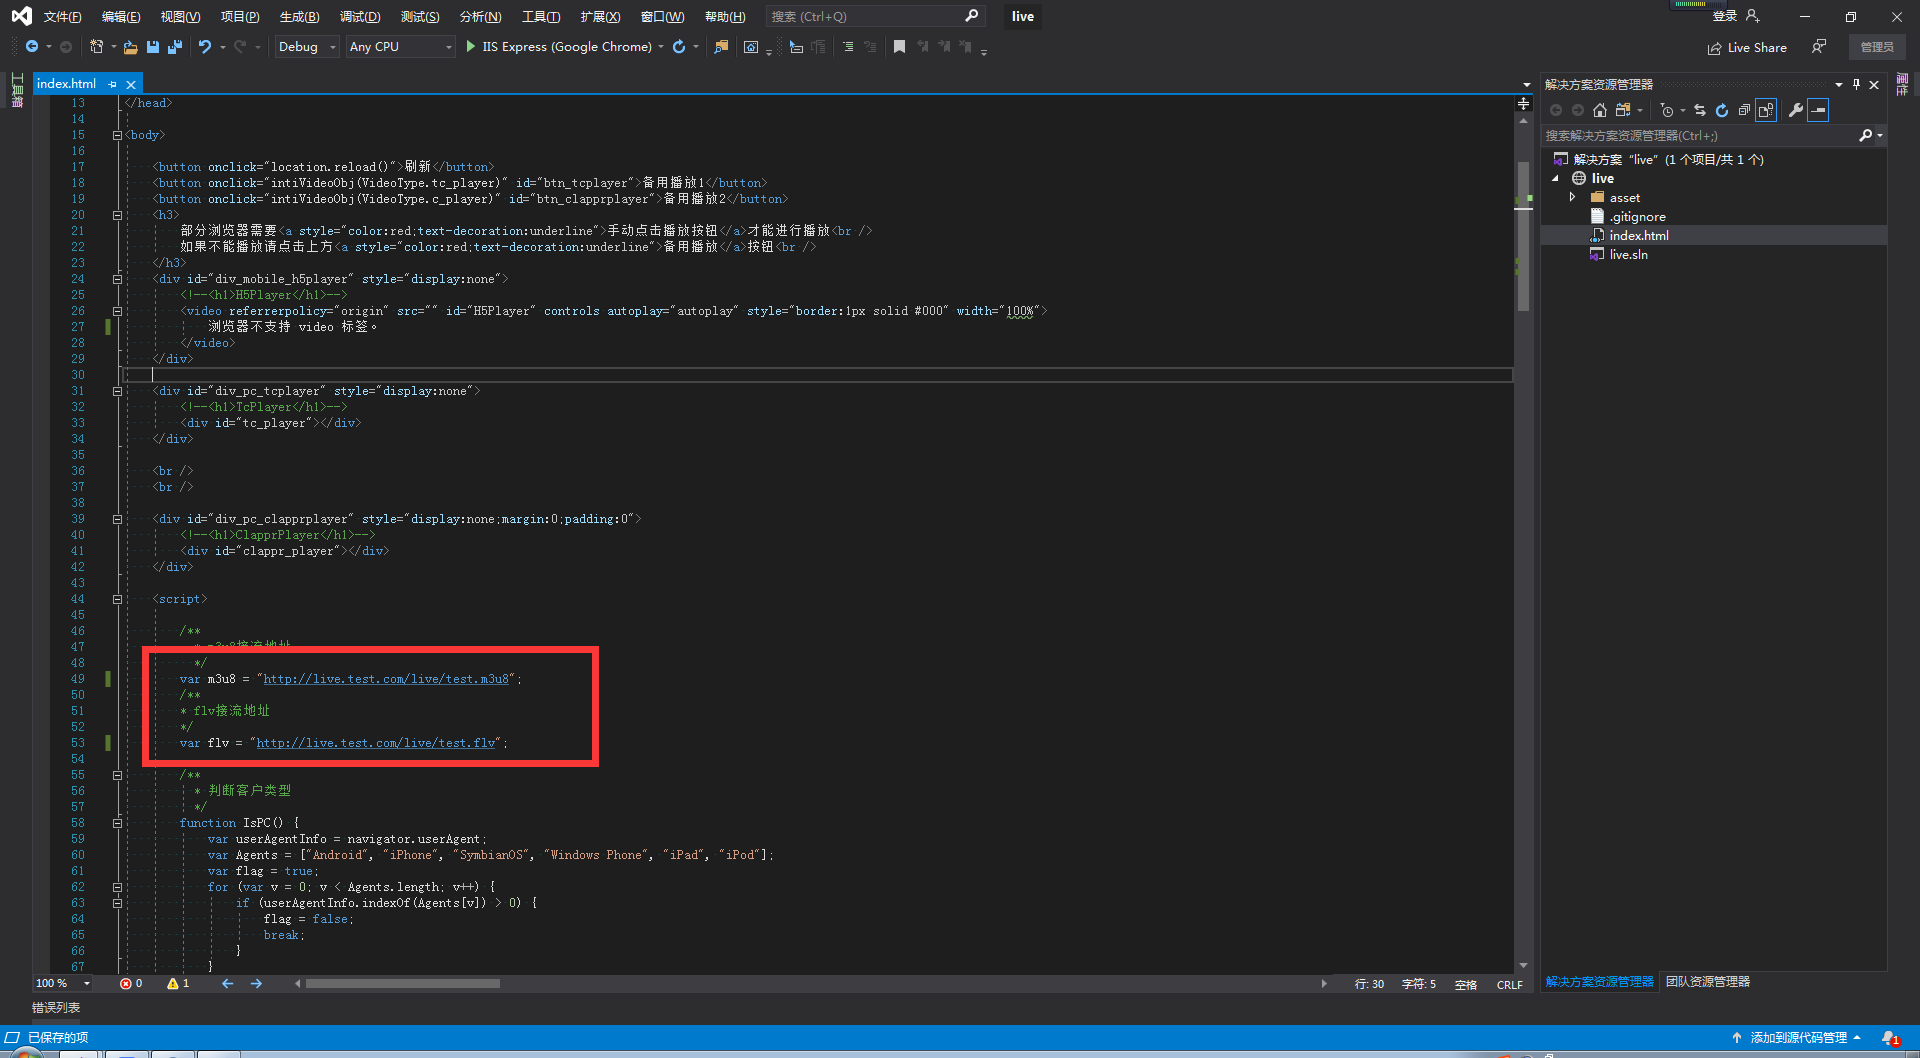 文件(F) 编辑(E) 视图(V) 项目(P) 生成(B) 调试(D) 测试(S) 分析(N) 工具(T) 扩展(X) 窗口(W) 帮助(H) 搜索 (Ctrl+Q) live 登录
Debug Any CPU IIS Express (Google Chrome) Live Share 管理员
工具箱
index.html
13 </head>
14
15 <body>
16
17 <button onclick="location.reload()">刷新</button>
18 <button onclick="intiVideoObj(VideoType.tc_player)" id="btn_tcplayer">备用播放1</button>
19 <button onclick="intiVideoObj(VideoType.c_player)" id="btn_clapprplayer">备用播放2</button>
20 <h3>
21 部分浏览器需要<a style="color:red;text-decoration:underline">手动点击播放按钮</a>才能进行播放<br />
22 如果不能播放请点击上方<a style="color:red;text-decoration:underline">备用播放</a>按钮<br />
23 </h3>
24 <div id="div_mobile_h5player" style="display:none">
25 <!--<h1>H5Player</h1>-->
26 <video referrerpolicy="origin" src="" id="H5Player" controls autoplay="autoplay" style="border:1px solid #000" width="100%">
27 浏览器不支持 video 标签。
28 </video>
29 </div>
30
31 <div id="div_pc_tcplayer" style="display:none">
32 <!--<h1>TcPlayer</h1>-->
33 <div id="tc_player"></div>
34 </div>
35
36 <br />
37 <br />
38
39 <div id="div_pc_clapprplayer" style="display:none;margin:0;padding:0">
40 <!--<h1>ClapprPlayer</h1>-->
41 <div id="clappr_player"></div>
42 </div>
43
44 <script>
45
46 /**
47 * m3u8接流地址
48 */
49 var m3u8 = "http://live.test.com/live/test.m3u8";
50 /**
51 * flv接流地址
52 */
53 var flv = "http://live.test.com/live/test.flv";
54
55 /**
56 * 判断客户类型
57 */
58 function IsPC() {
59 var userAgentInfo = navigator.userAgent;
60 var Agents = ["Android", "iPhone", "SymbianOS", "Windows Phone", "iPad", "iPod"];
61 var flag = true;
62 for (var v = 0; v < Agents.length; v++) {
63 if (userAgentInfo.indexOf(Agents[v]) > 0) {
64 flag = false;
65 break;
66 }
67 }
100 % 0 1 行: 30 字符: 5 空格 CRLF
错误列表
解决方案资源管理器
搜索解决方案资源管理器(Ctrl+;)
解决方案 "live" (1 个项目/共 1 个)
live
asset
.gitignore
index.html
live.sln
解决方案资源管理器 团队资源管理器
属性
已保存的项 添加到源代码管理 1